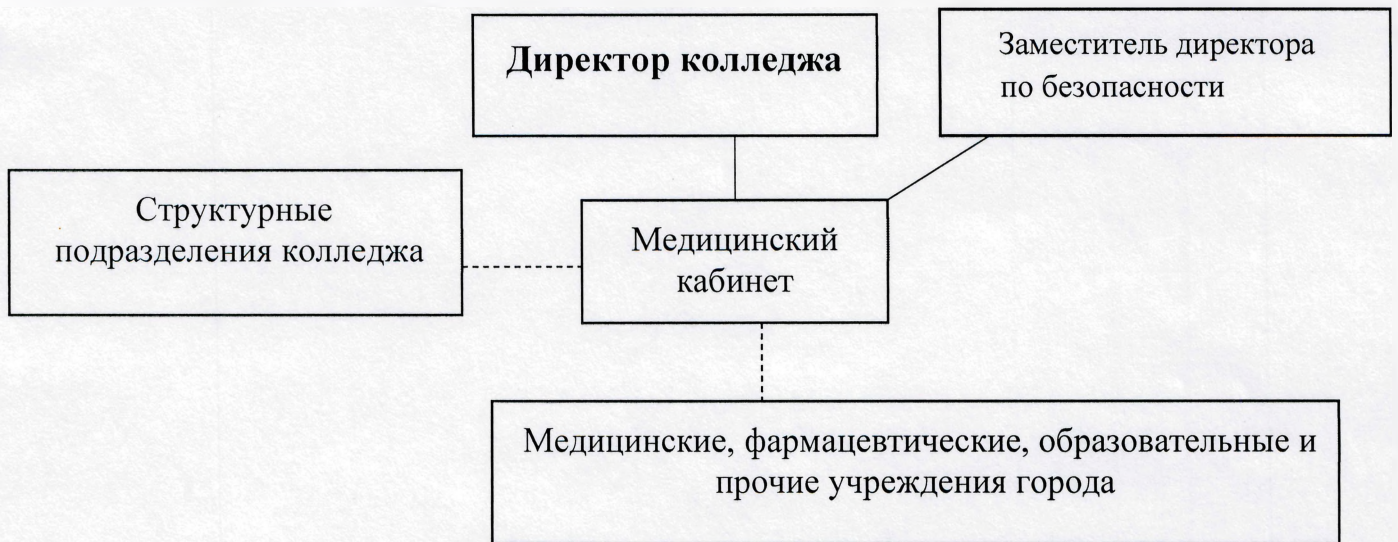 Директор колледжа
Заместитель директора
по безопасности
Структурные
подразделения колледжа
Медицинский
кабинет
Медицинские, фармацевтические, образовательные и
прочие учреждения города